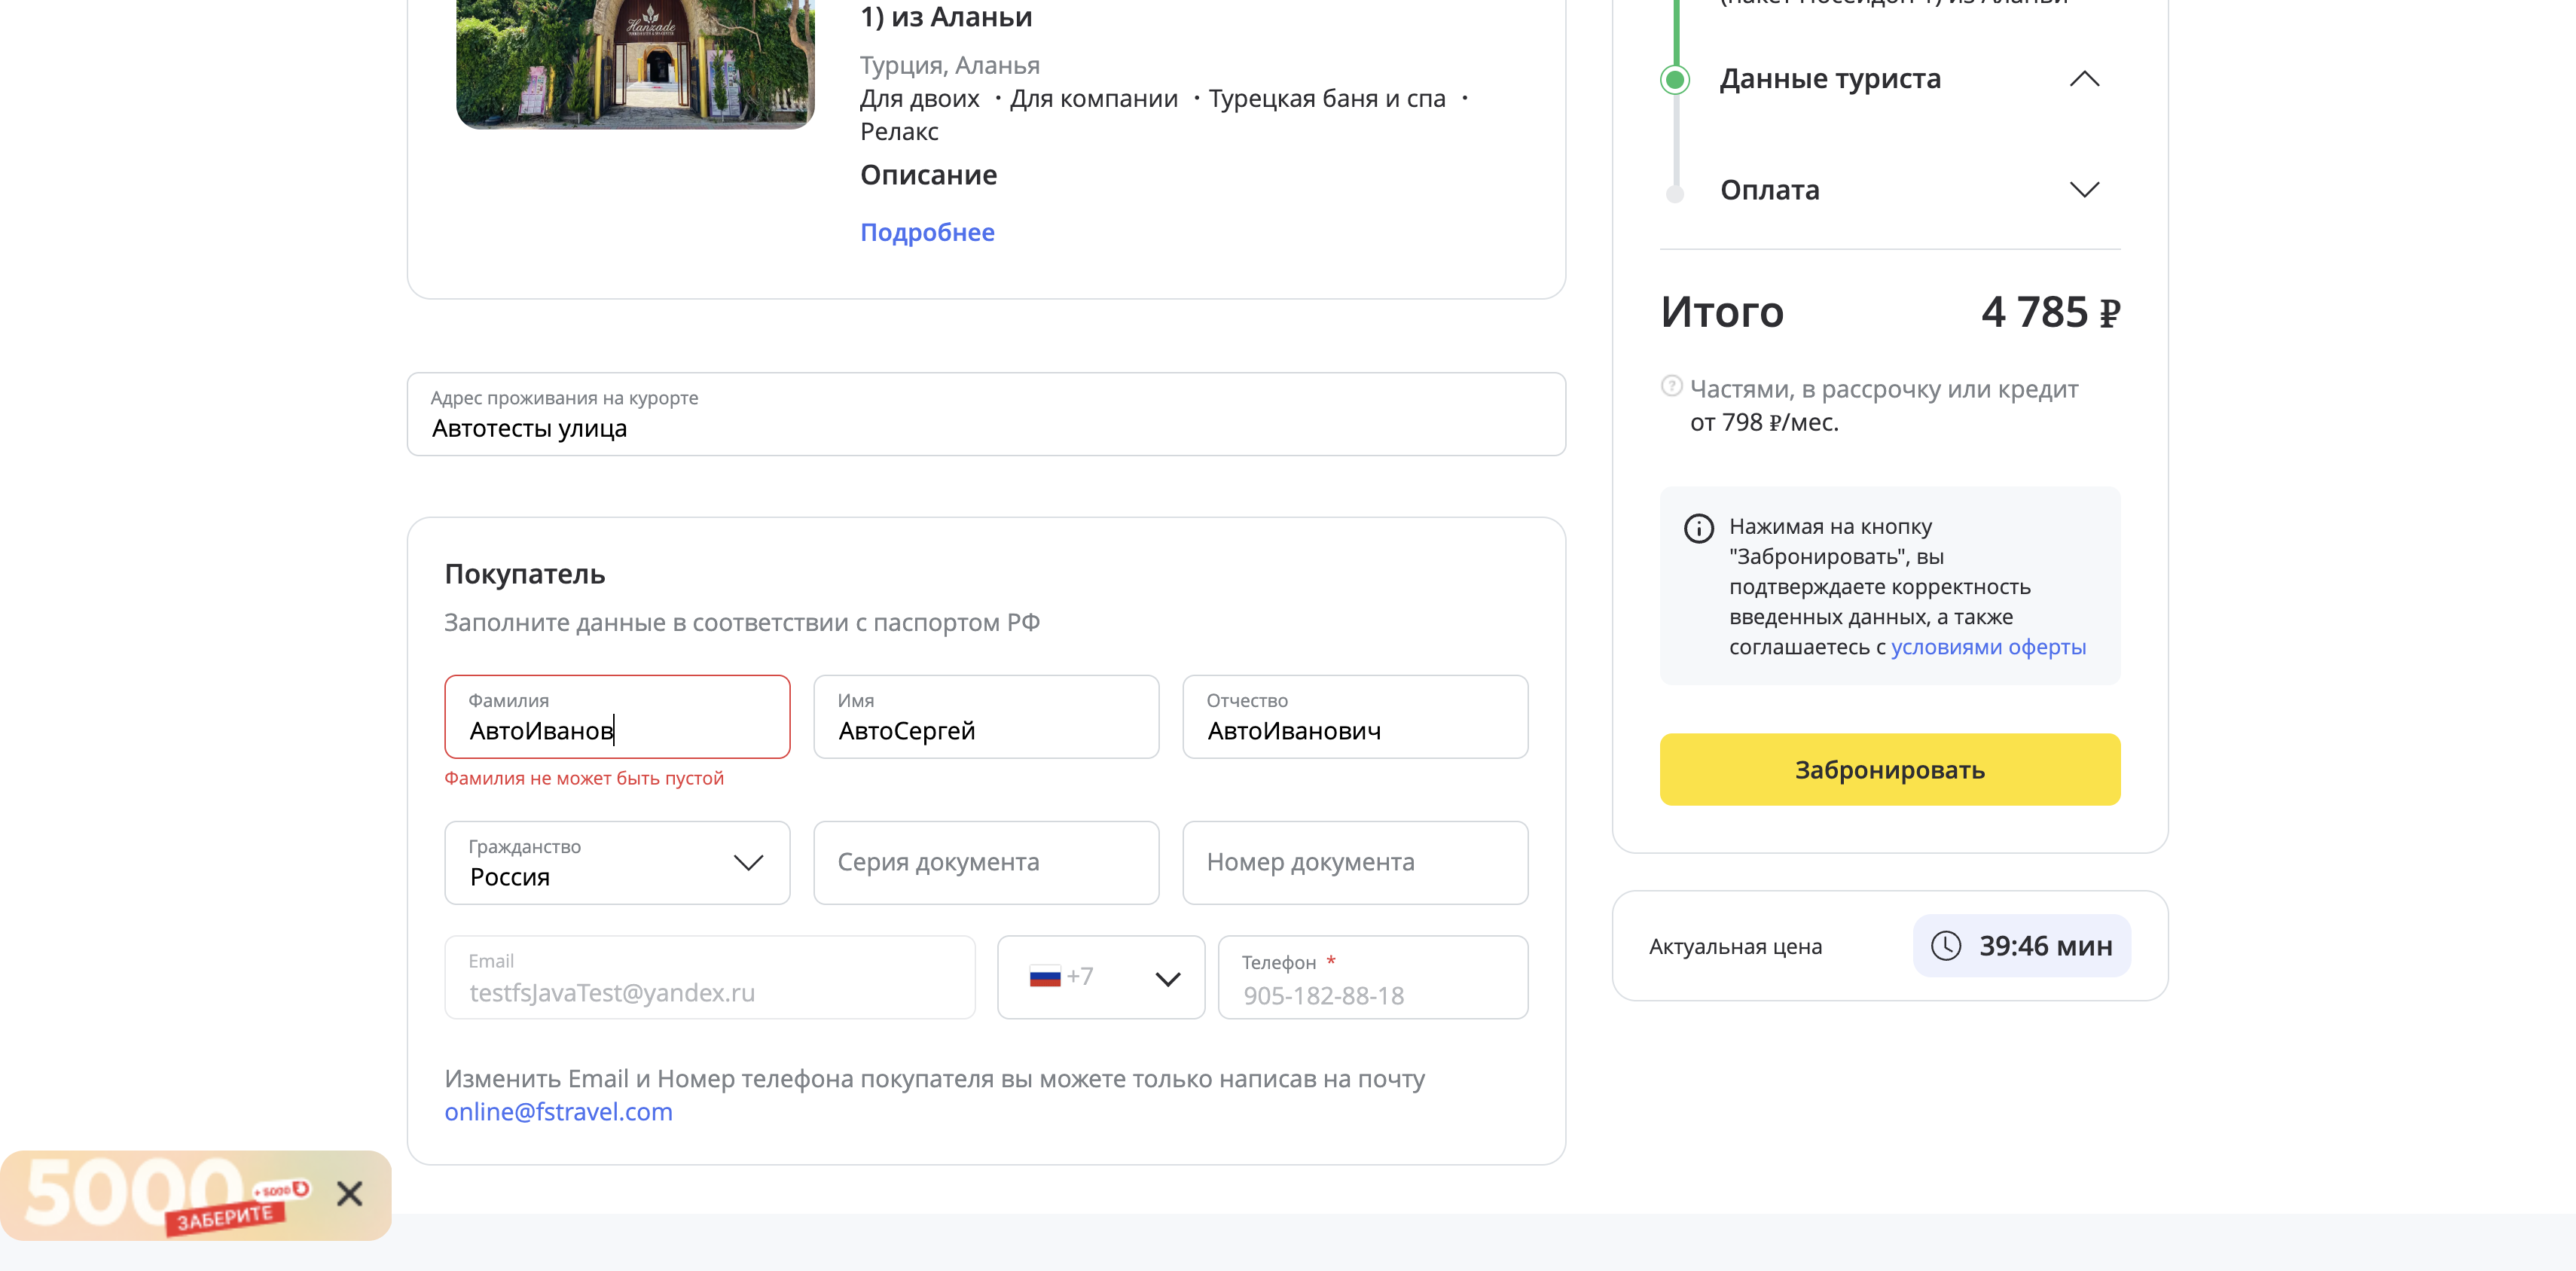 Hanzade
1) из Аланьи
Турция, Аланья
Для двоих · Для компании · Турецкая баня и спа ·
Релакс
Описание
Подробнее
Адрес проживания на курорте
Автотесты улица
Покупатель
Заполните данные в соответствии с паспортом РФ
Фамилия
АвтоИванов
Имя
АвтоСергей
Отчество
АвтоИванович
Фамилия не может быть пустой
Гражданство
Россия
Серия документа
Номер документа
Email
testfsJavaTest@yandex.ru
+7
Телефон *
905-182-88-18
Изменить Email и Номер телефона покупателя вы можете только написав на почту
online@fstravel.com
5000
+5000
ЗАБЕРИТЕ
Данные туриста
Оплата
Итого 4 785 ₽
Частями, в рассрочку или кредит
от 798 ₽/мес.
Нажимая на кнопку
"Забронировать", вы
подтверждаете корректность
введенных данных, а также
соглашаетесь с условиями оферты
Забронировать
Актуальная цена 39:46 мин